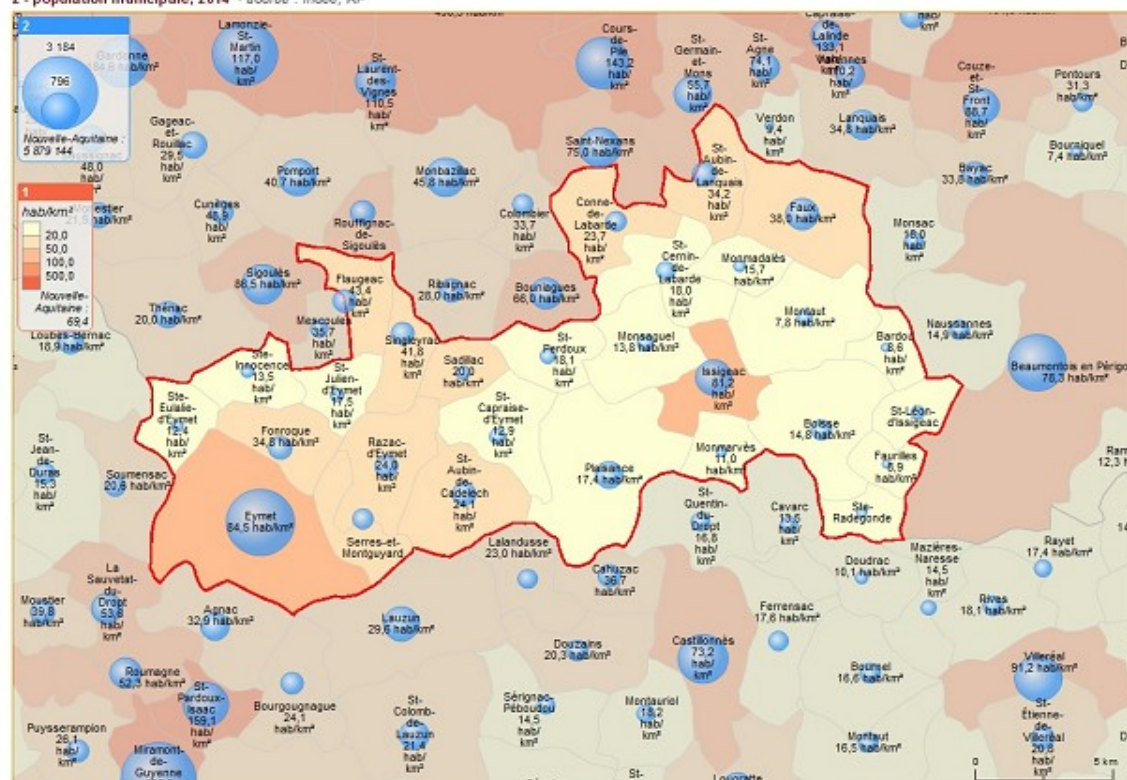 2 - population municipale, 2014 - source : Insee, RP
2
3 184
796
Nouvelle-Aquitaine :
5 879 144
1
hab/km²
20,0
50,0
100,0
500,0
Nouvelle-
Aquitaine :
69,4
Lamonzie-
St-
Martin
117,0
hab/
km²
St-
Laurent-
des-
Vignes
110,5
hab/
km²
Cours-
de-
Pile
143,2
hab/
km²
St-
Germain-
et-
Mons
55,7
hab/
km²
St-
Agne
74,1
hab/
km²
Lalinde
133,1
Couze-
et-St-
Front
88,7
hab/
km²
Pontours
31,3
hab/
km²
Gageac-
et-
Rouillac
29,5
hab/
km²
Saint-Nexans
75,0 hab/km²
Verdon
9,4
hab/
km²
Lanquais
34,8 hab/km²
Bourniquel
7,4 hab/km²
Pomport
40,7 hab/km²
Monbazillac
45,8 hab/km²
St-
Aubin-
de-
Lanquais
34,2
hab/
km²
Bayac
33,8 hab/km²
Cunèges
48,9
hab/
km²
Rouffignac-
de-
Sigoulès
Colombier
33,7
hab/
km²
Conne-
de-
Labarde
23,7
hab/
km²
Faux
38,0 hab/km²
Monsac
18,0
hab/
km²
Sigoulès
86,5 hab/km²
Flaugeac
43,4
hab/
km²
Ribagnac
28,0 hab/km²
Bouniagues
66,0 hab/km²
St-
Cernin-
de-
Labarde
18,0
hab/
km²
Monmadalès
15,7
hab/km²
Thénac
20,0 hab/km²
Mescoules
35,7
hab/km²
Singleyrac
41,8
hab/
km²
Montaut
7,8 hab/km²
Naussannes
14,9 hab/km²
Loubès-Bernac
18,9 hab/km²
Ste-
Innocence
13,5
hab/
km²
St-
Julien-
d'Eymet
17,5
hab/
km²
Sadillac
20,0
hab/
km²
St-
Perdoux
18,1
hab/
km²
Monsaguel
13,8 hab/km²
Bardou
8,6
hab/
km²
Issigeac
81,2
hab/
km²
Beaumontois en Périgo
78,3 hab/km²
Ste-
Eulalie-
d'Eymet
12,4
hab/
km²
Fonroque
34,8 hab/km²
Razac-
d'Eymet
24,0
hab/
km²
St-
Capraise-
d'Eymet
12,9
hab/
km²
Boisse
14,8 hab/km²
St-Léon-
d'Issigeac
St-
Jean-
de-
Duras
15,3
hab/
km²
Soumensac
20,6 hab/km²
St-
Aubin-
de-
Cadelech
24,1
hab/
km²
Plaisance
17,4 hab/km²
Monmarvès
11,0
hab/km²
Faurilles
6,9
hab/
km²
Eymet
84,5 hab/km²
Serres-et-
Montguyard
St-
Quentin-
du-
Dropt
16,8
hab/
km²
Cavarc
13,5
hab/
km²
Ste-
Radegonde
Lalandusse
23,0 hab/km²
Cahuzac
36,7
hab/
km²
Doudrac
10,1 hab/km²
Mazières-
Naresse
14,5
hab/
km²
Rayet
17,4 hab/km²
La
Sauvetat-
du-
Dropt
53,8
hab/
km²
Moustier
39,8
hab/
km²
Agnac
32,9 hab/km²
Lauzun
29,6 hab/km²
Ferrensac
17,6 hab/km²
Rives
18,1 hab/km²
Douzains
20,3 hab/km²
Castillonnès
73,2
hab/
km²
Villeréal
91,2 hab/km²
Roumagne
52,3 hab/km²
St-
Pardoux-
Isaac
159,1
hab/
km²
Bourgougnague
24,1
hab/
km²
Bournel
16,6 hab/km²
Puysserampion
26,1
hab/
km²
Miramont-
de-
Guyenne
St-
Colomb-
de-
Lauzun
21,4
hab/
km²
Sérignac-
Péboudou
14,5
hab/
km²
Montauriol
13,2
hab/
km²
Montaut
16,5 hab/km²
St-
Étienne-
de-
Villeréal
20,8
hab/
km²
Lougratte
0
5 km